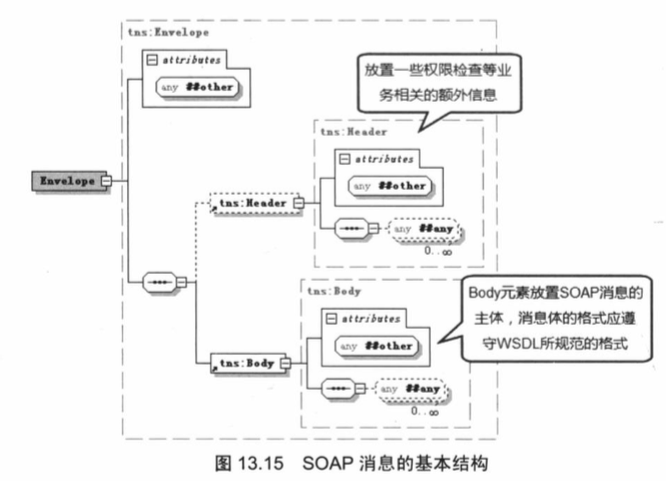 tns:Envelope
attributes
any ##other
放置一些权限检查等业
务相关的额外信息
tns:Header
attributes
any ##other
Envelope
tns:Header
any ##any
0..∞
tns:Body
attributes
any ##other
Body元素放置SOAP消息的
主体，消息体的格式应遵
守WSDL所规范的格式
tns:Body
any ##any
0..∞
图 13.15 SOAP 消息的基本结构